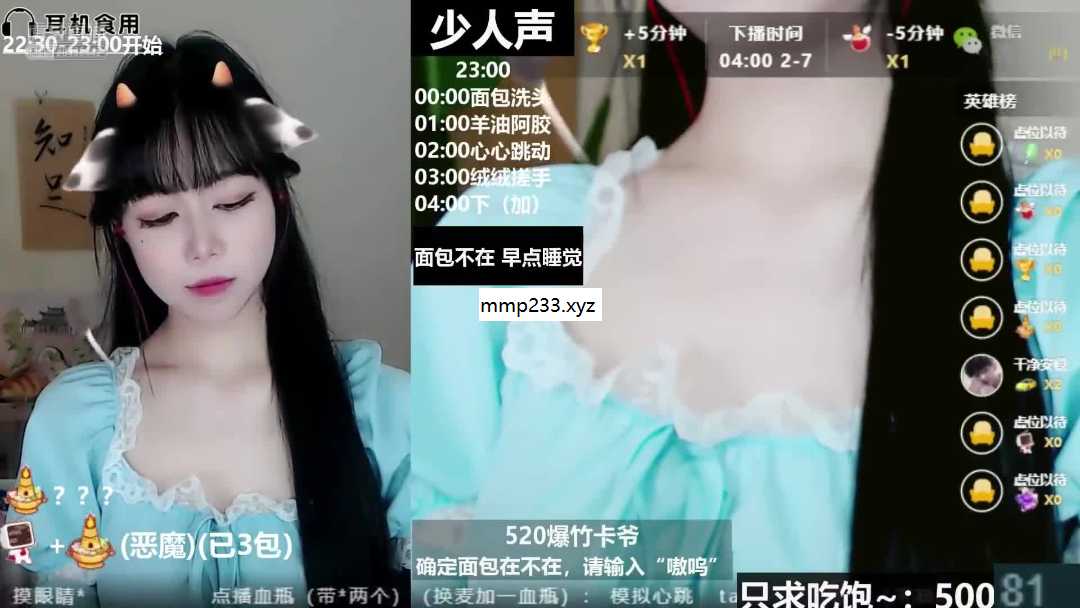 耳机食用
22:30-23:00开始
知
少人声
23:00
00:00面包洗头
01:00羊油阿胶
02:00心心跳动
03:00绒绒搓手
04:00下（加）
面包不在 早点睡觉
mmp233.xyz
+5分钟
X1
下播时间
04:00 2-7
-5分钟
X1
微信
英雄榜
虚位以待
X0
虚位以待
X0
虚位以待
X0
虚位以待
X0
干净安暖
X2
虚位以待
X0
虚位以待
X0
???
+
(恶魔)(已3包)
520爆竹卡爷
确定面包在不在，请输入“嗷呜”
摸眼睛*
点播血瓶（带*两个）
（换麦加一血瓶）： 模拟心跳
只求吃饱~：500
81